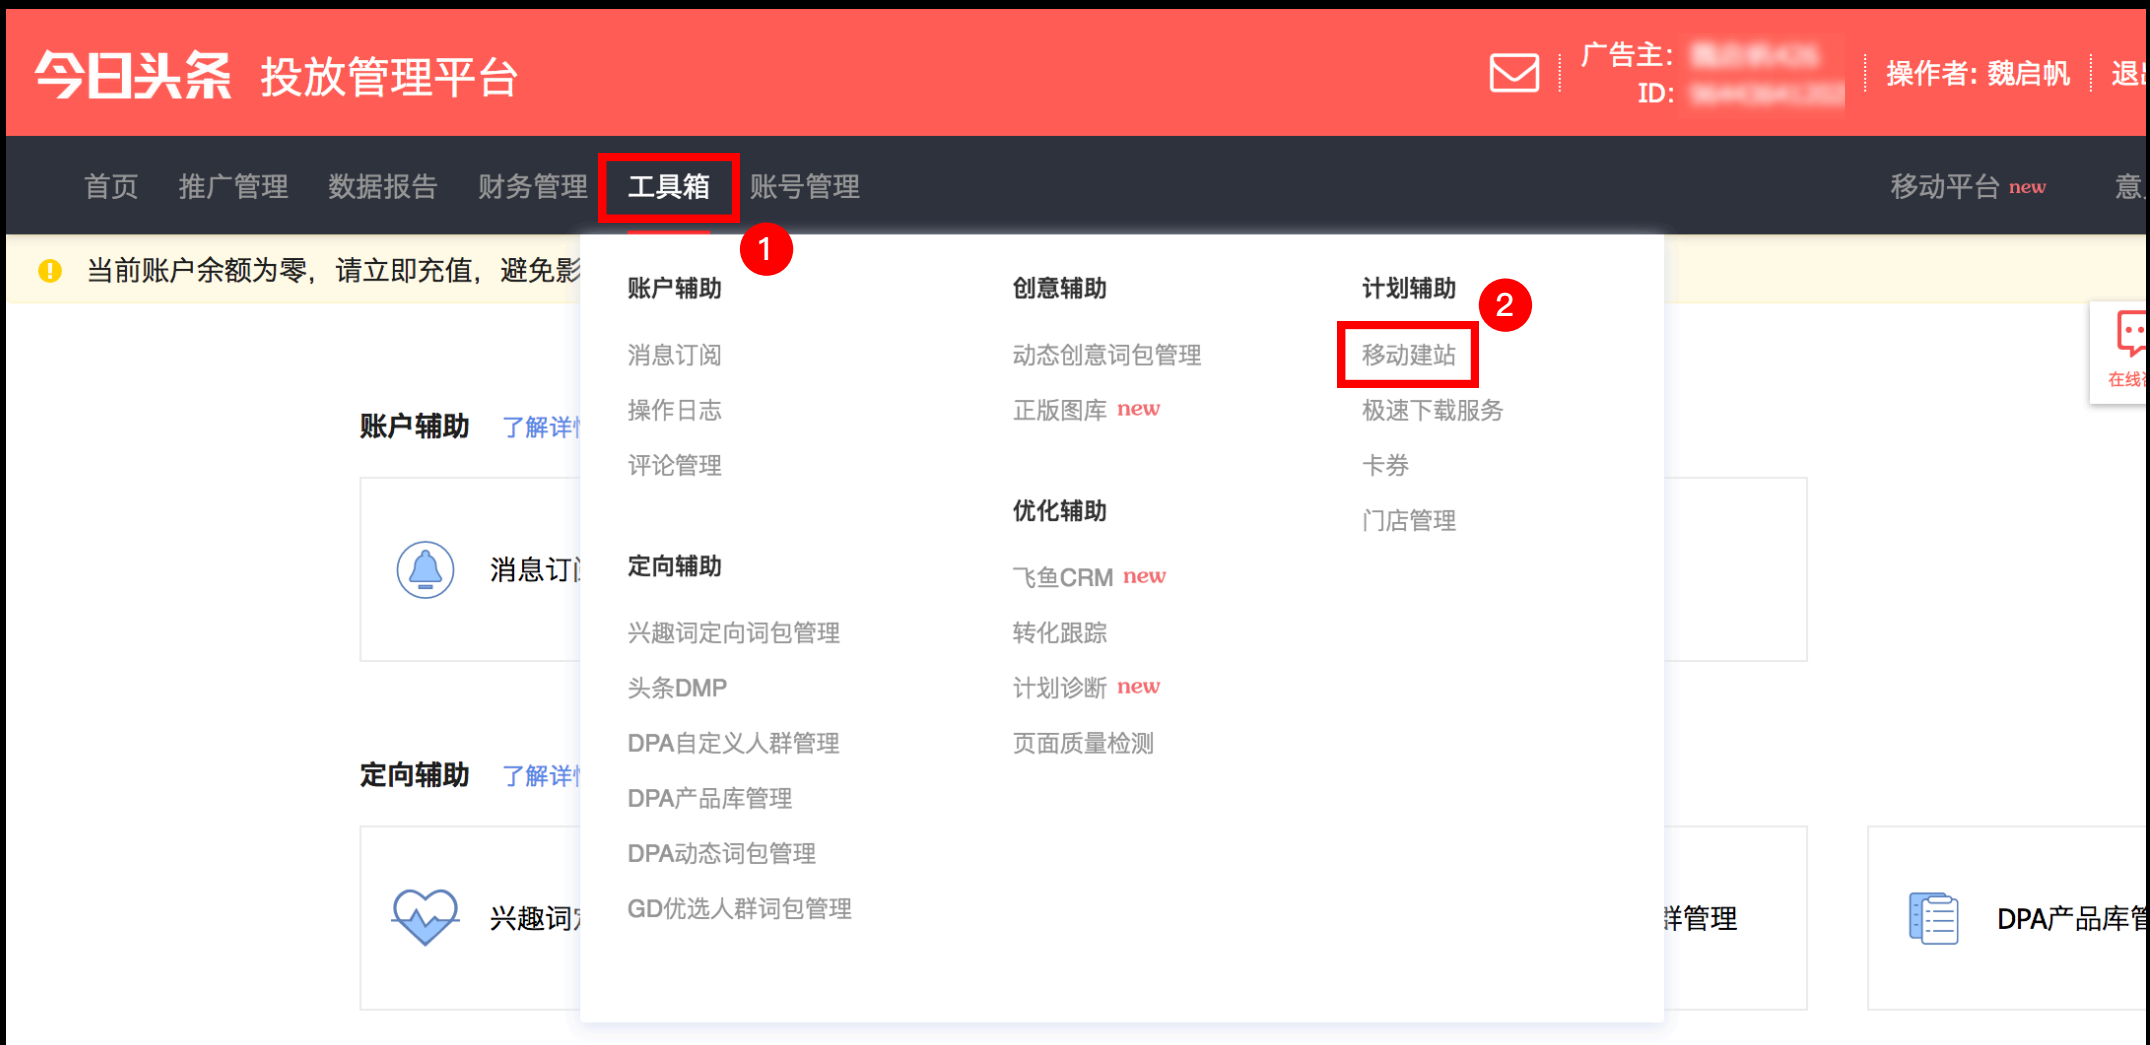 今日头条 投放管理平台
广告主:
ID:
操作者: 魏启帆
首页 推广管理 数据报告 财务管理 工具箱 账号管理
移动平台 new
1
当前账户余额为零，请立即充值，避免影
账户辅助
消息订阅
操作日志
评论管理
定向辅助
兴趣词定向词包管理
头条DMP
DPA自定义人群管理
DPA产品库管理
DPA动态词包管理
GD优选人群词包管理
创意辅助
动态创意词包管理
正版图库 new
优化辅助
飞鱼CRM new
转化跟踪
计划诊断 new
页面质量检测
计划辅助
2
移动建站
极速下载服务
卡券
门店管理
在线
账户辅助 了解详
消息订
定向辅助 了解详
兴趣词
群管理
DPA产品库